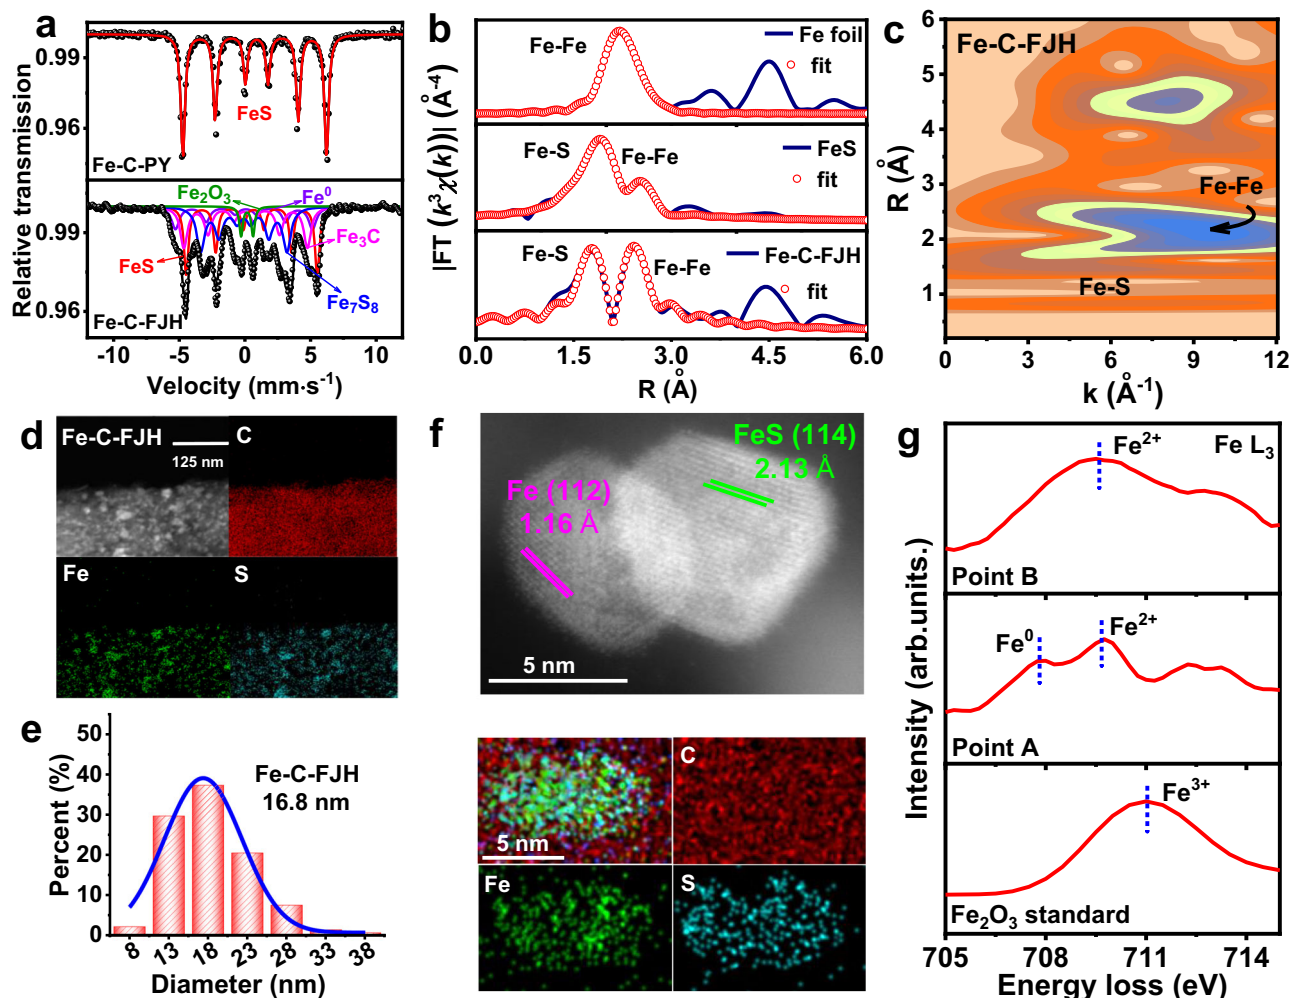 a
Relative transmission
0.99
0.96
FeS
Fe-C-PY
Fe₂O₃
Fe⁰
0.99
Fe₃C
FeS
Fe₇S₈
0.96
Fe-C-FJH
-10 -5 0 5 10
Velocity (mm·s⁻¹)
b
|FT (k³χ(k))| (Å⁻⁴)
Fe-Fe
Fe foil
fit
Fe-S
Fe-Fe
FeS
fit
Fe-S
Fe-Fe
Fe-C-FJH
fit
0.0 1.5 3.0 4.5 6.0
R (Å)
c
Fe-C-FJH
R (Å)
6
5
4
3
2
1
Fe-Fe
Fe-S
0 3 6 9 12
k (Å⁻¹)
d
Fe-C-FJH
125 nm
C
Fe
S
e
Percent (%)
50
40
30
20
10
0
Fe-C-FJH
16.8 nm
8 13 18 23 28 33 38
Diameter (nm)
f
FeS (114)
2.13 Å
Fe (112)
1.16 Å
5 nm
C
5 nm
Fe
S
g
Intensity (arb.units.)
Fe²⁺
Fe L₃
Point B
Fe⁰
Fe²⁺
Point A
Fe³⁺
Fe₂O₃ standard
705 708 711 714
Energy loss (eV)